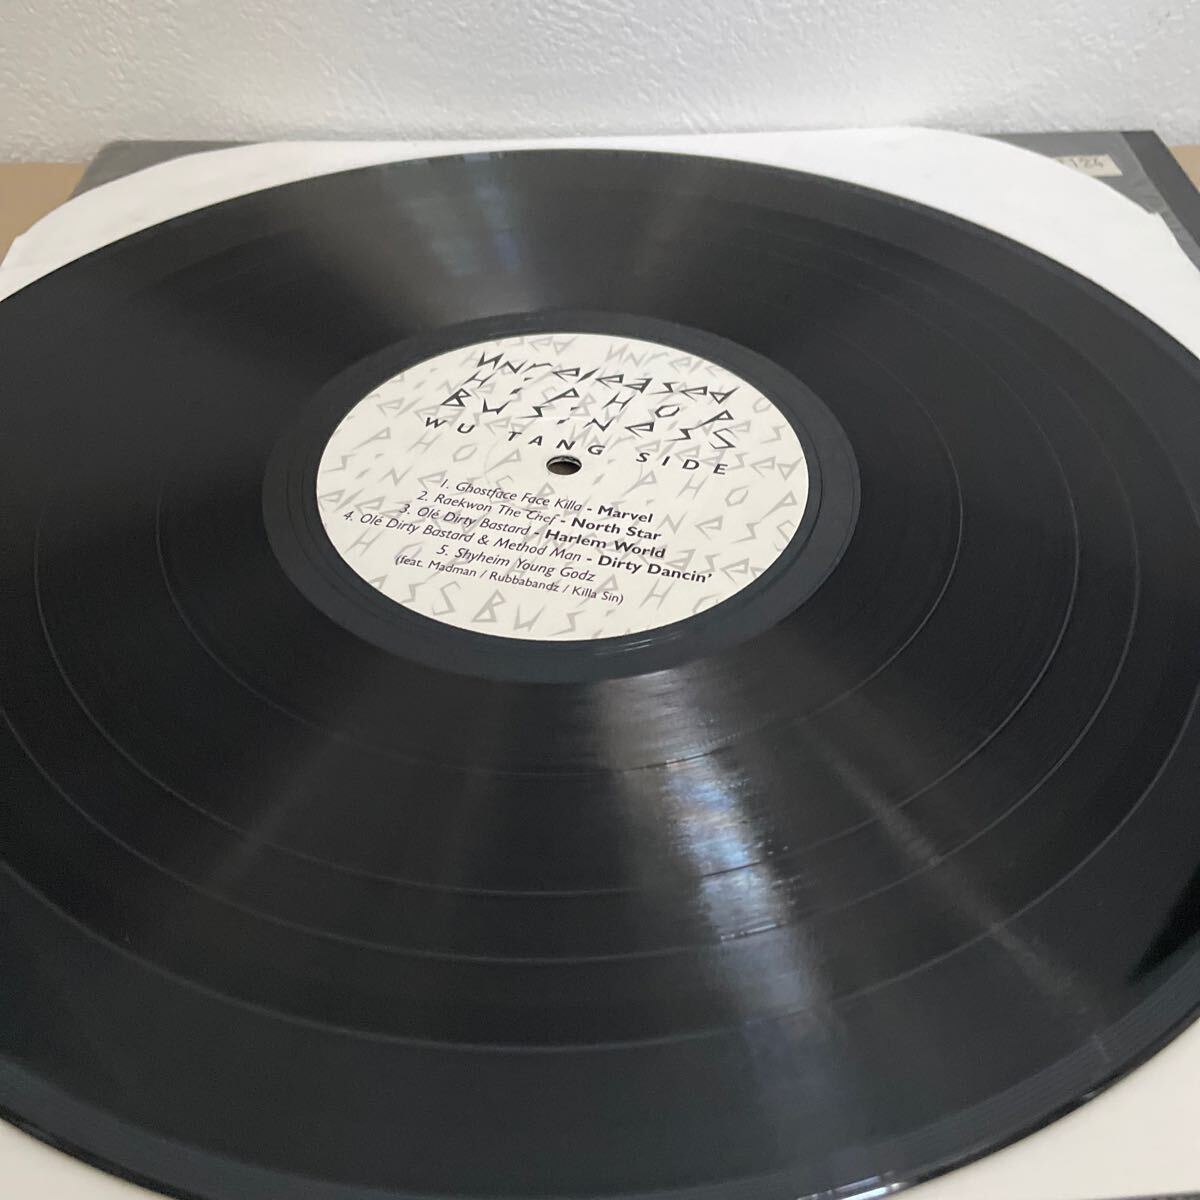 Unreleased
HipHop
Business
WU TANG SIDE
1. Ghostface Face Killa - Marvel
2. Raekwon The Chef - North Star
3. Olé Dirty Bastard - Harlem World
4. Olé Dirty Bastard & Method Man - Dirty Dancin'
5. Shyheim Young Godz
(feat. Madman / Rubbabandz / Killa Sin)
124